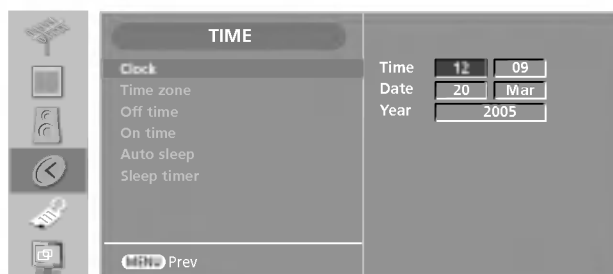 TIME
Clock
Time zone
Off time
On time
Auto sleep
Sleep timer
MENU Prev
Time 12 09
Date 20 Mar
Year 2005